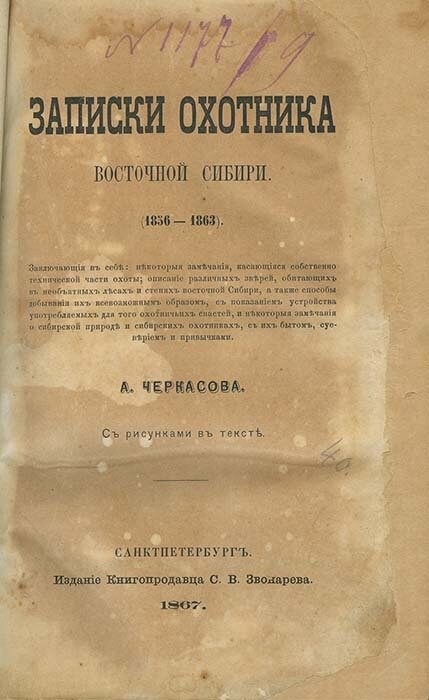 N 1177/9
ЗАПИСКИ ОХОТНИКА
ВОСТОЧНОЙ СИБИРИ.
(1856 — 1863).
Заключающія въ себѣ: нѣкоторыя замѣчанія, касающіяся собственно
технической части охоты; описаніе различныхъ звѣрей, обитающихъ
въ необъятныхъ лѣсахъ и степяхъ восточной Сибири, а также способы
добыванія ихъ всевозможнымъ образомъ, съ показаніемъ устройства
употребляемыхъ для того охотничьихъ снастей, и нѣкоторыя замѣчанія
о сибирской природѣ и сибирскихъ охотникахъ, съ ихъ бытомъ, суе-
вѣріемъ и привычками.
А. ЧЕРКАСОВА.
Съ рисунками въ текстѣ.
40.
САНКТПЕТЕРБУРГЪ.
Изданіе Книгопродавца С. В. Звонарева.
1867.